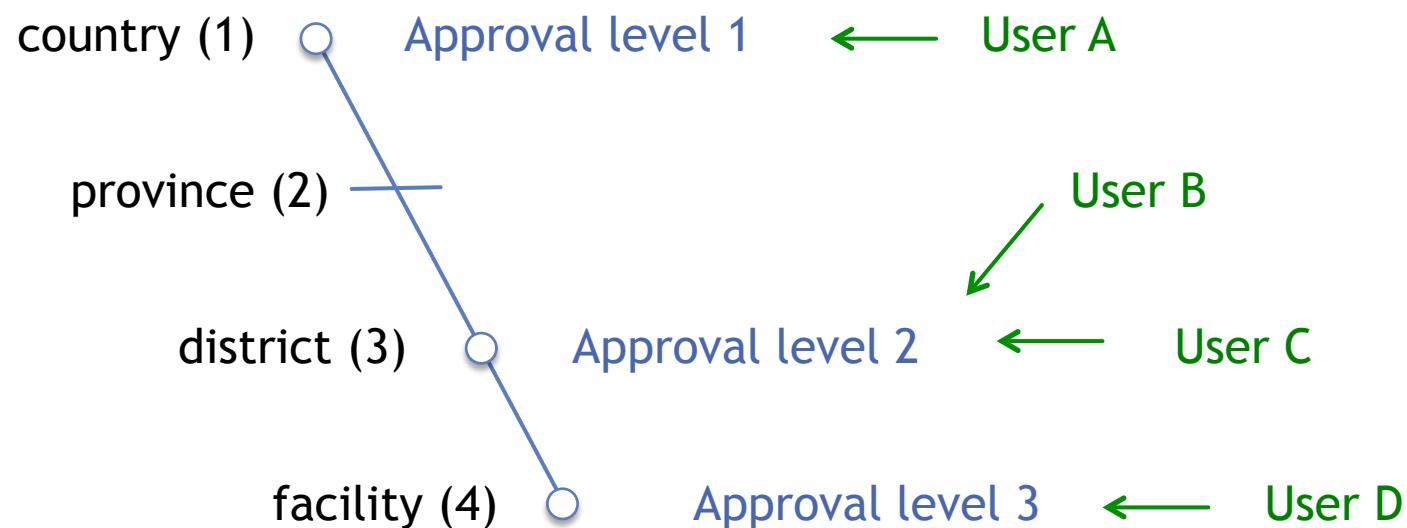 country (1) Approval level 1 User A
province (2) User B
district (3) Approval level 2 User C
facility (4) Approval level 3 User D